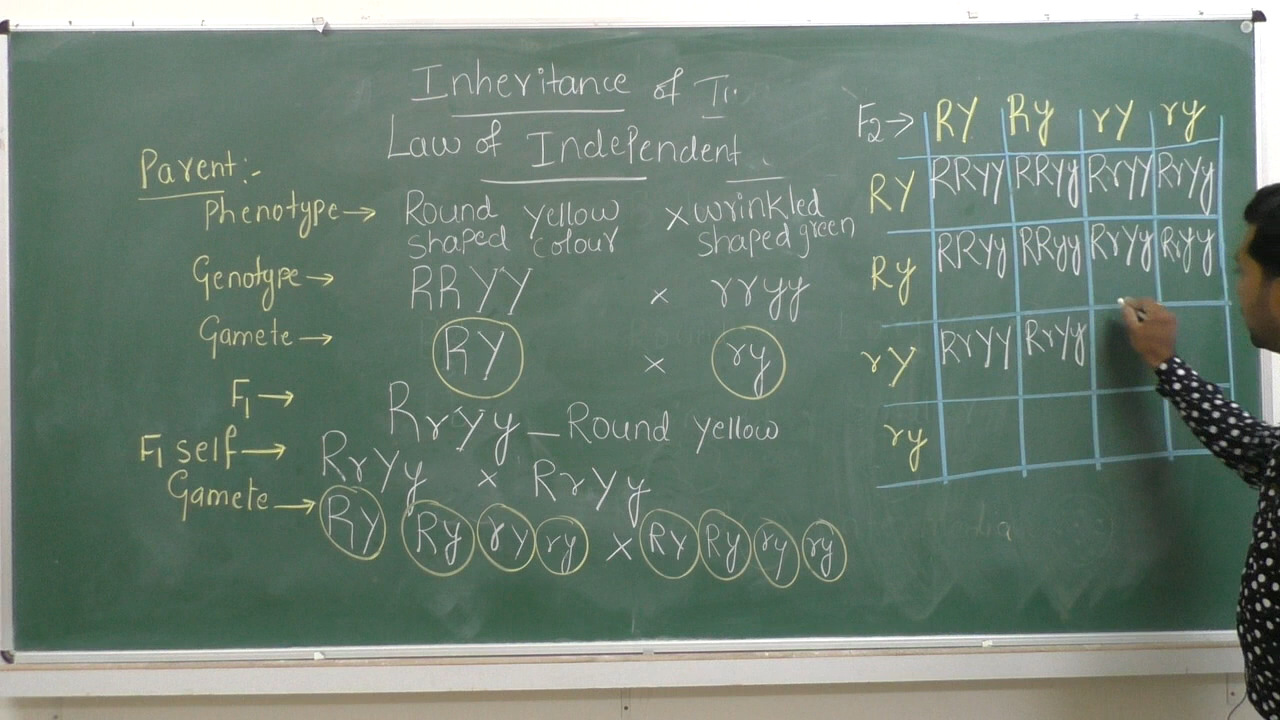 Inheritance of II.
Law of Independent
Parent:-
Phenotype→ Round shaped yellow colour × wrinkled shaped green
Genotype→ RRYY × rryy
Gamete→ RY × ry
F1→ RrYy – Round yellow
F1 self→ RrYy × RrYy
Gamete→ RY Ry rY ry × RY Ry ry ry
F2→ RY Ry rY ry
RY RRYY RRYy RrYY RrYy
Ry RRYy RRyy RrYy Rryy
rY RrYY RrYy
ry